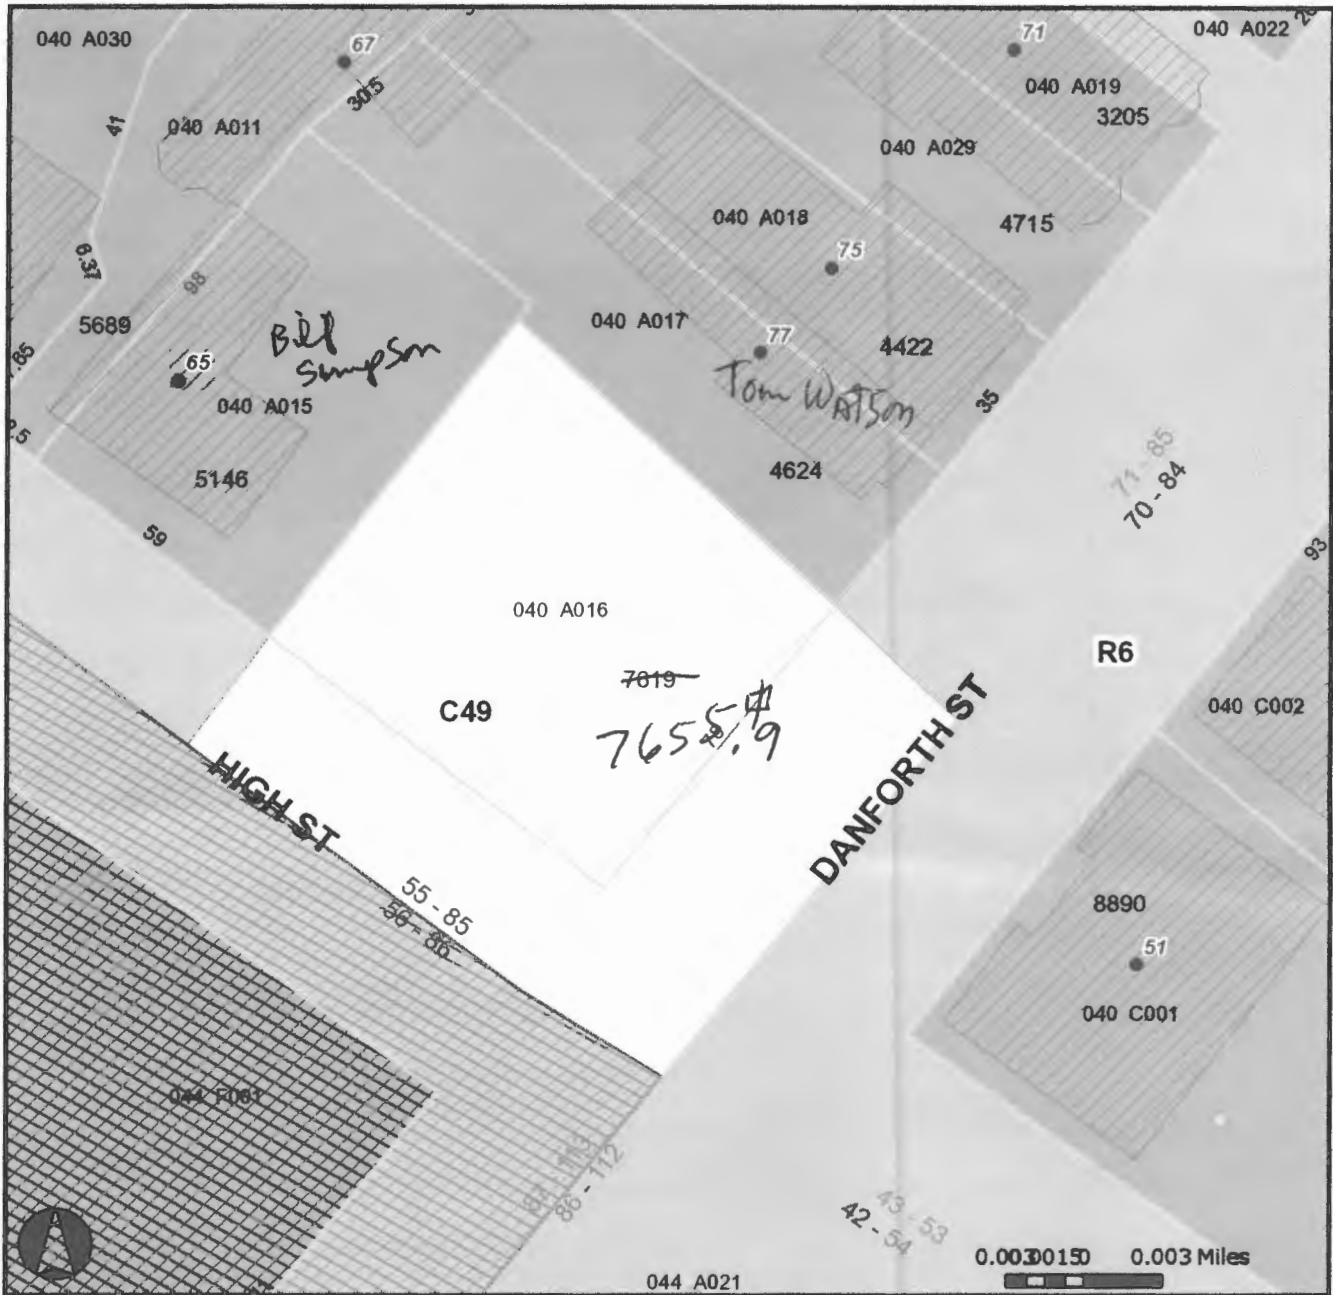 040 A030
67
71
040 A022
040 A019
3205
41
040 A011
040 A029
040 A018
4715
6.37
98
75
5689
Bill
Simpson
040 A017
77
4422
65
Tom Watson
35
040 A015
2.5
5146
4624
71 - 85
70 - 84
59
93
040 A016
R6
7819
C49
040 C002
HIGH ST
DANFORTH ST
55 - 85
56 - 86
8890
51
040 C001
044 F001
87 - 113
86 - 112
43 - 53
42 - 54
0.003 Miles
044 A021